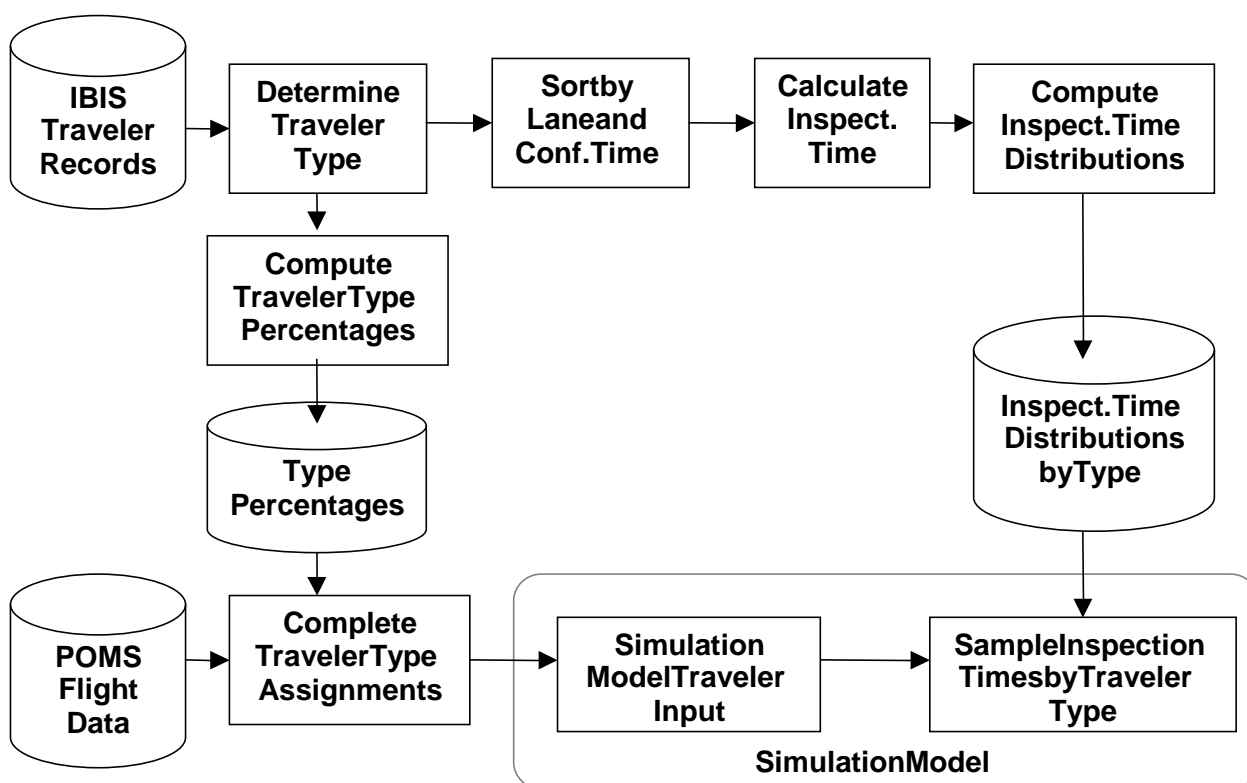 IBIS
Traveler
Records
Determine
Traveler
Type
Sortby
Laneand
Conf.Time
Calculate
Inspect.
Time
Compute
Inspect.Time
Distributions
Compute
TravelerType
Percentages
Type
Percentages
Inspect.Time
Distributions
byType
POMS
Flight
Data
Complete
TravelerType
Assignments
Simulation
ModelTraveler
Input
SampleInspection
TimesbyTraveler
Type
SimulationModel